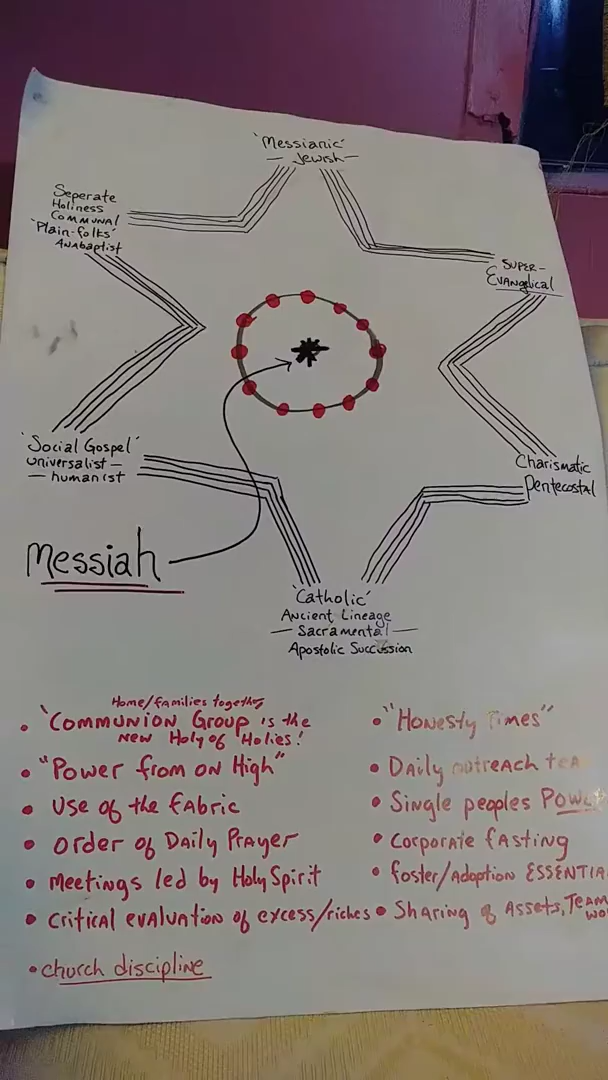 'Messianic'
— Jewish —
Seperate
Holiness
Communal
'Plain-folks'
Anabaptist
SUPER-
Evangelical
'Social Gospel'
universalist —
— humanist
Charismatic
Pentecostal
Messiah
'Catholic'
Ancient Lineage
— Sacramental —
Apostolic Succussion
Home/families together
• 'Communion Group is the
new Holy of Holies!
• "Power from on High"
• Use of the fabric
• Order of Daily Prayer
• Meetings led by Holy Spirit
• Critical evaluation of excess/riches
• church discipline
• "Honesty Times"
• Daily outreach
• Single peoples
• Corporate fasting
• foster/Adoption
• Sharing of Assets,